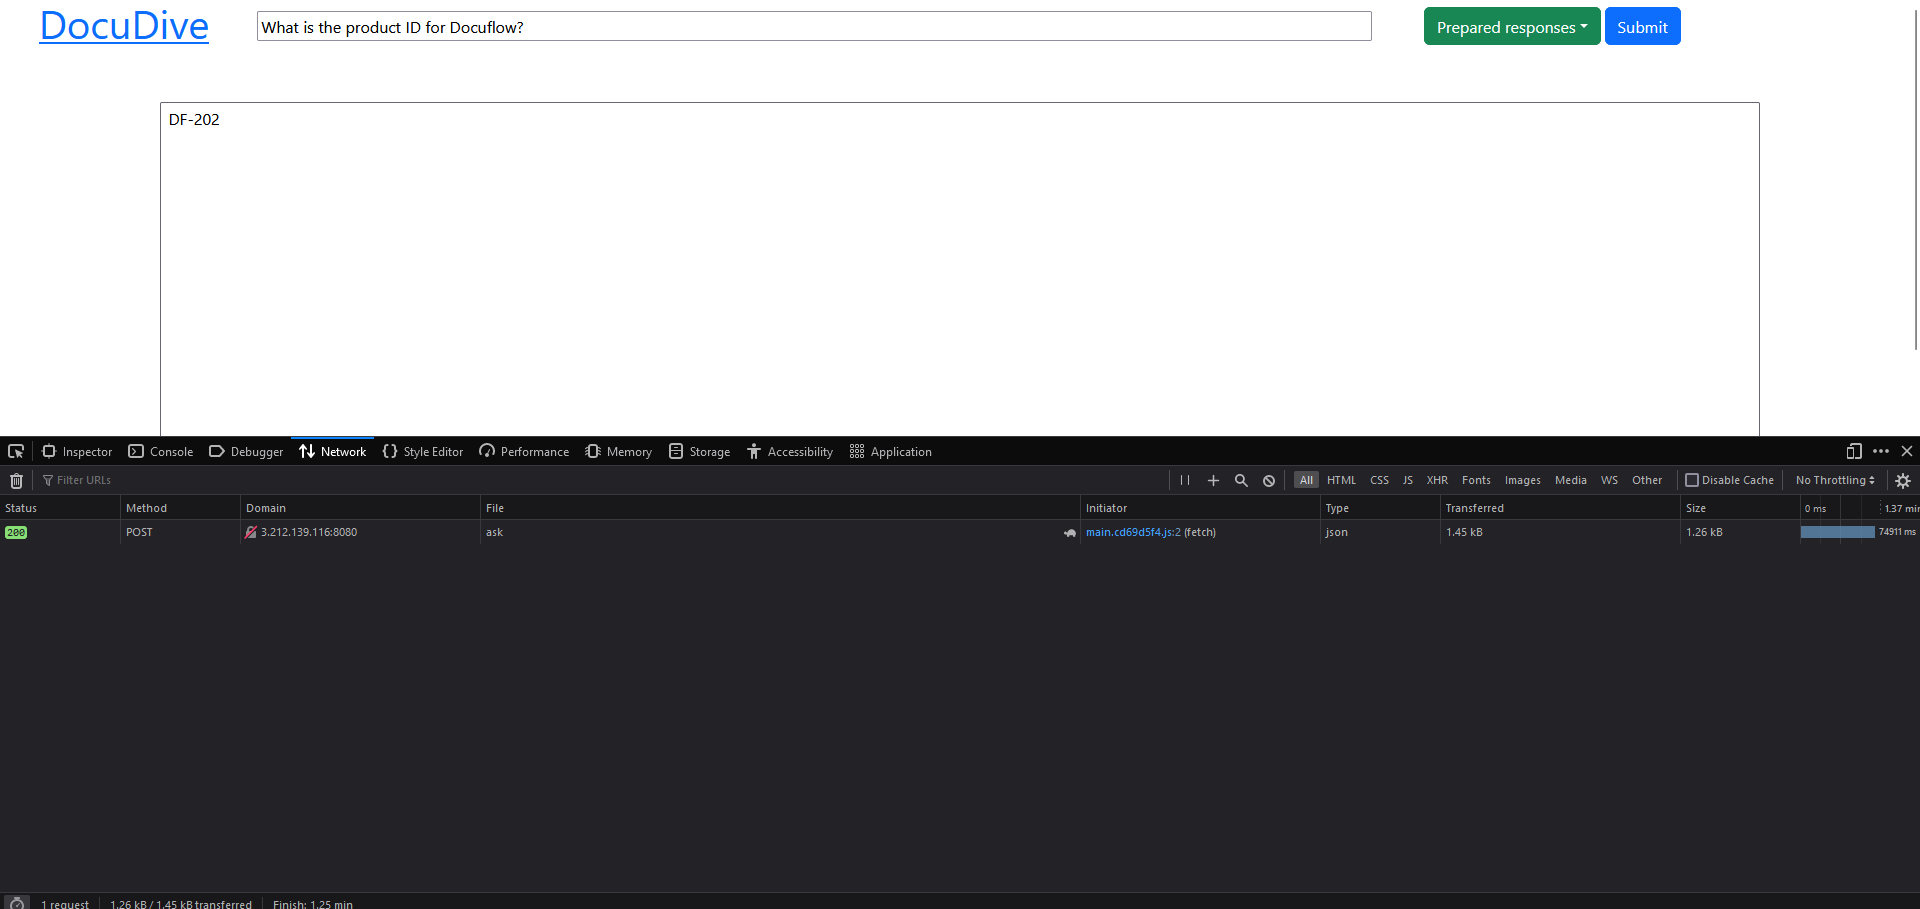 DocuDive
What is the product ID for Docuflow?
Prepared responses
Submit
DF-202
Inspector
Console
Debugger
Network
Style Editor
Performance
Memory
Storage
Accessibility
Application
Filter URLs
All
HTML
CSS
JS
XHR
Fonts
Images
Media
WS
Other
Disable Cache
No Throttling
Status
Method
Domain
File
Initiator
Type
Transferred
Size
0 ms
1.37 min
200
POST
3.212.139.116:8080
ask
main.cd69d5f4.js:2 (fetch)
json
1.45 kB
1.26 kB
74911 ms
1 request
1.26 kB / 1.45 kB transferred
Finish: 1.25 min